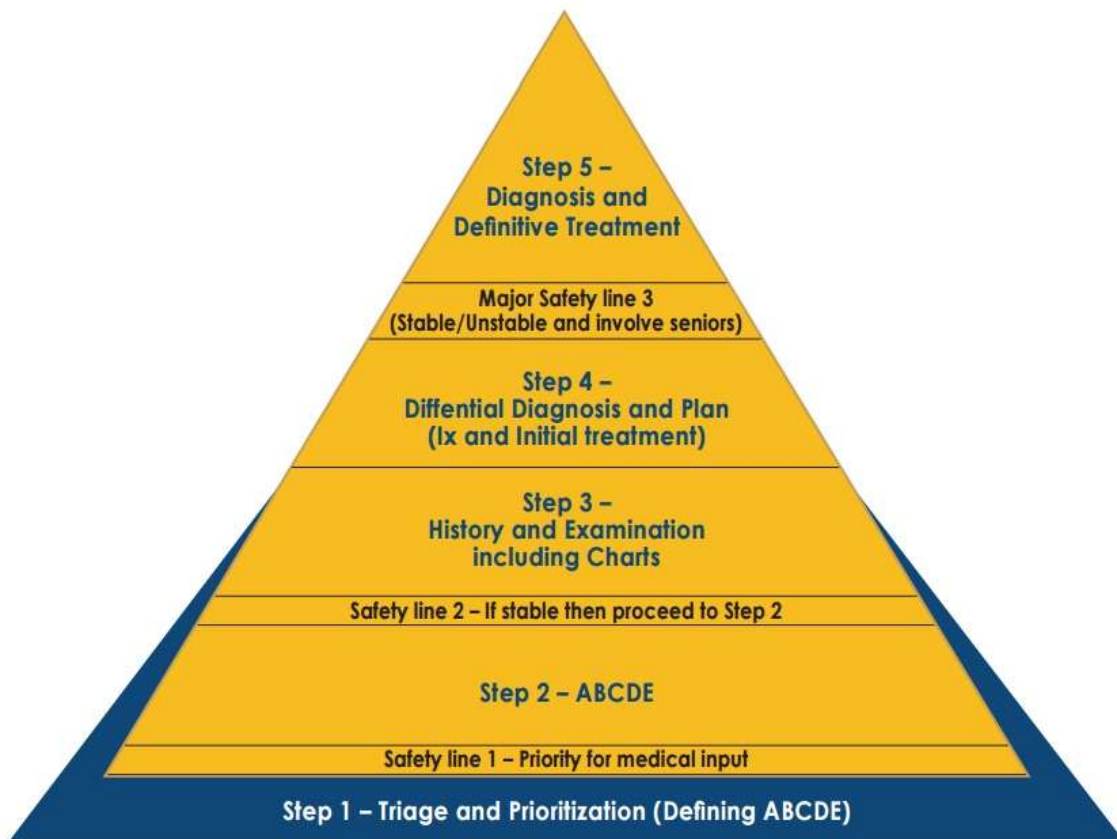 Step 5 –
Diagnosis and
Definitive Treatment
Major Safety line 3
(Stable/Unstable and involve seniors)
Step 4 –
Diffential Diagnosis and Plan
(Ix and Initial treatment)
Step 3 –
History and Examination
including Charts
Safety line 2 – If stable then proceed to Step 2
Step 2 – ABCDE
Safety line 1 – Priority for medical input
Step 1 – Triage and Prioritization (Defining ABCDE)